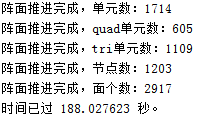 阵面推进完成，单元数：1714
阵面推进完成，quad单元数：605
阵面推进完成，tri单元数：1109
阵面推进完成，节点数：1203
阵面推进完成，面个数：2917
时间已过 188.027623 秒。